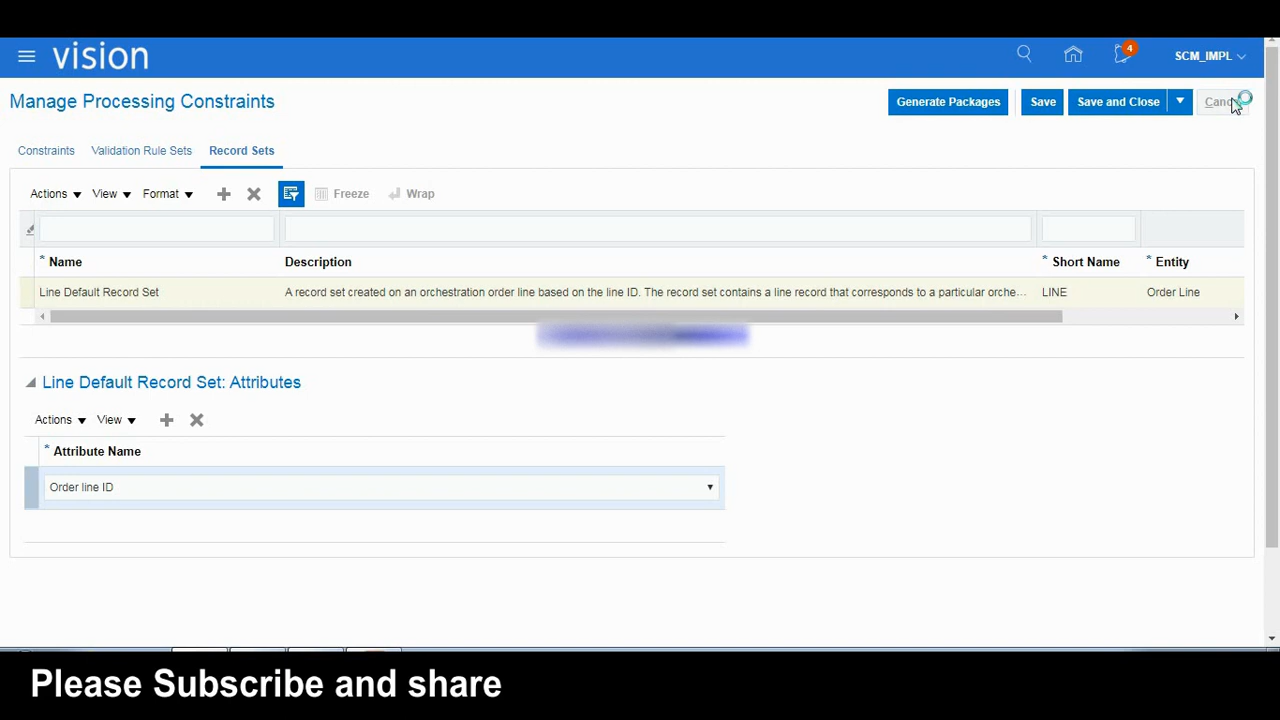 vision
4
SCM_IMPL
Manage Processing Constraints
Generate Packages
Save
Save and Close
Constraints
Validation Rule Sets
Record Sets
Actions
View
Format
Freeze
Wrap
* Name
Description
* Short Name
* Entity
Line Default Record Set
A record set created on an orchestration order line based on the line ID. The record set contains a line record that corresponds to a particular orche...
LINE
Order Line
Line Default Record Set: Attributes
Actions
View
* Attribute Name
Order line ID
Please Subscribe and share